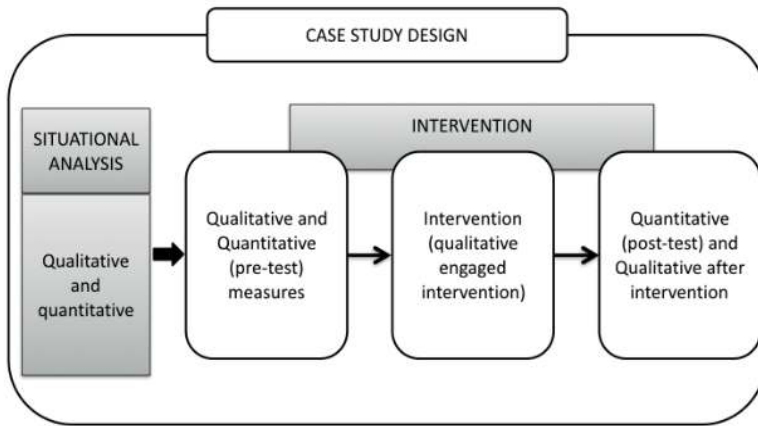 CASE STUDY DESIGN
SITUATIONAL
ANALYSIS
Qualitative
and
quantitative
INTERVENTION
Qualitative and
Quantitative
(pre-test)
measures
Intervention
(qualitative
engaged
intervention)
Quantitative
(post-test) and
Qualitative after
intervention